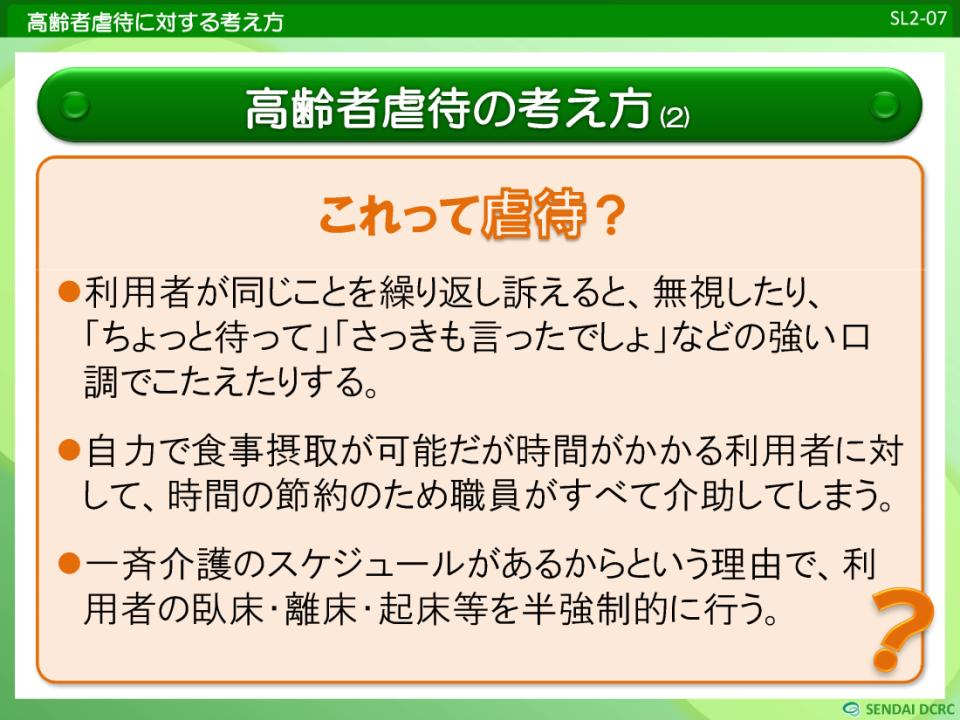 高齢者虐待に対する考え方
SL2-07
高齢者虐待の考え方(2)
これって虐待？
●利用者が同じことを繰り返し訴えると、無視したり、
「ちょっと待って」「さっきも言ったでしょ」などの強い口
調でこたえたりする。
●自力で食事摂取が可能だが時間がかかる利用者に対
して、時間の節約のため職員がすべて介助してしまう。
●一斉介護のスケジュールがあるからという理由で、利
用者の臥床･離床･起床等を半強制的に行う。
?
SENDAI DCRC